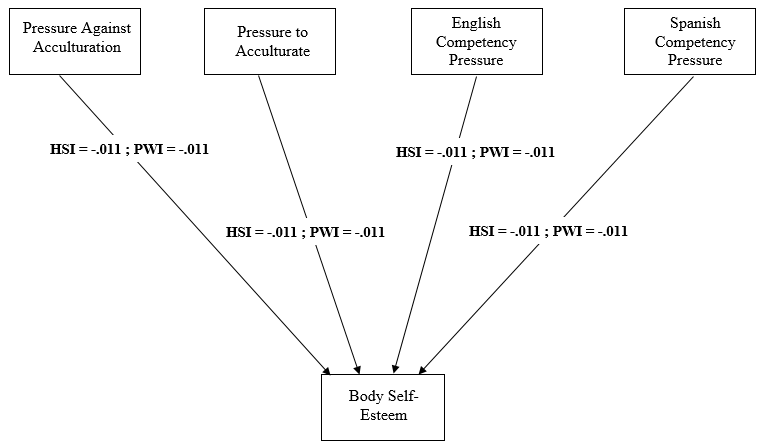 Pressure Against
Acculturation
Pressure to
Acculturate
English
Competency
Pressure
Spanish
Competency
Pressure
HSI = -.011 ; PWI = -.011
HSI = -.011 ; PWI = -.011
HSI = -.011 ; PWI = -.011
HSI = -.011 ; PWI = -.011
Body Self-
Esteem